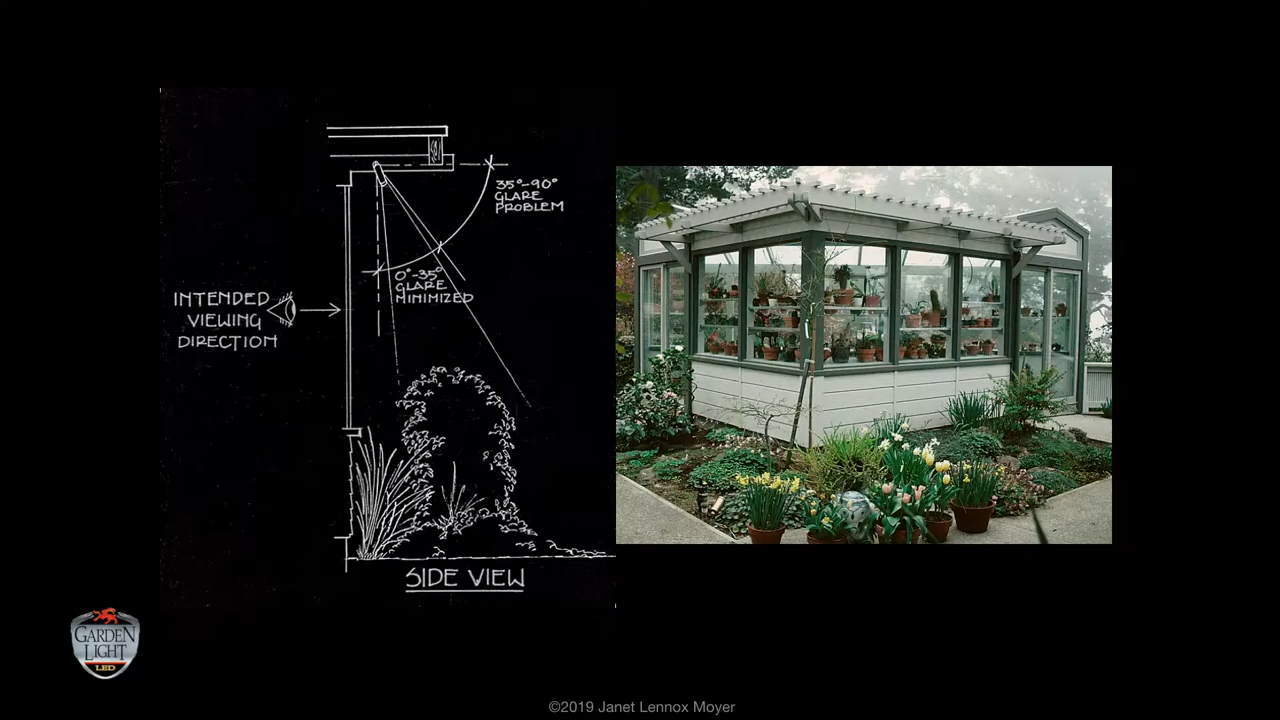 35°-90°
GLARE
PROBLEM
0°-35°
GLARE
MINIMIZED
INTENDED
VIEWING
DIRECTION
SIDE VIEW
GARDEN
LIGHT
LED
©2019 Janet Lennox Moyer